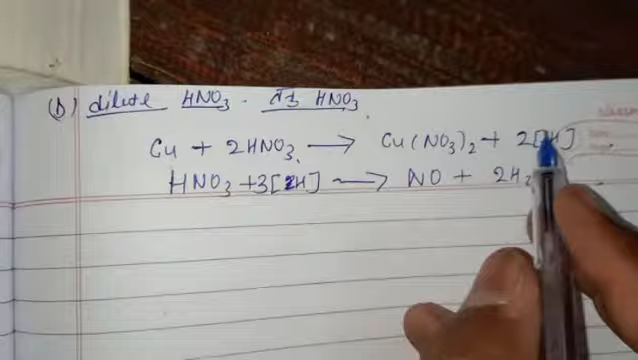 (b) dilute HNO₃ . तनु HNO₃.
Cu + 2HNO₃ ⟶ Cu(NO₃)₂ + 2[H]
HNO₃ + 3[H] ⟶ NO + 2H₂